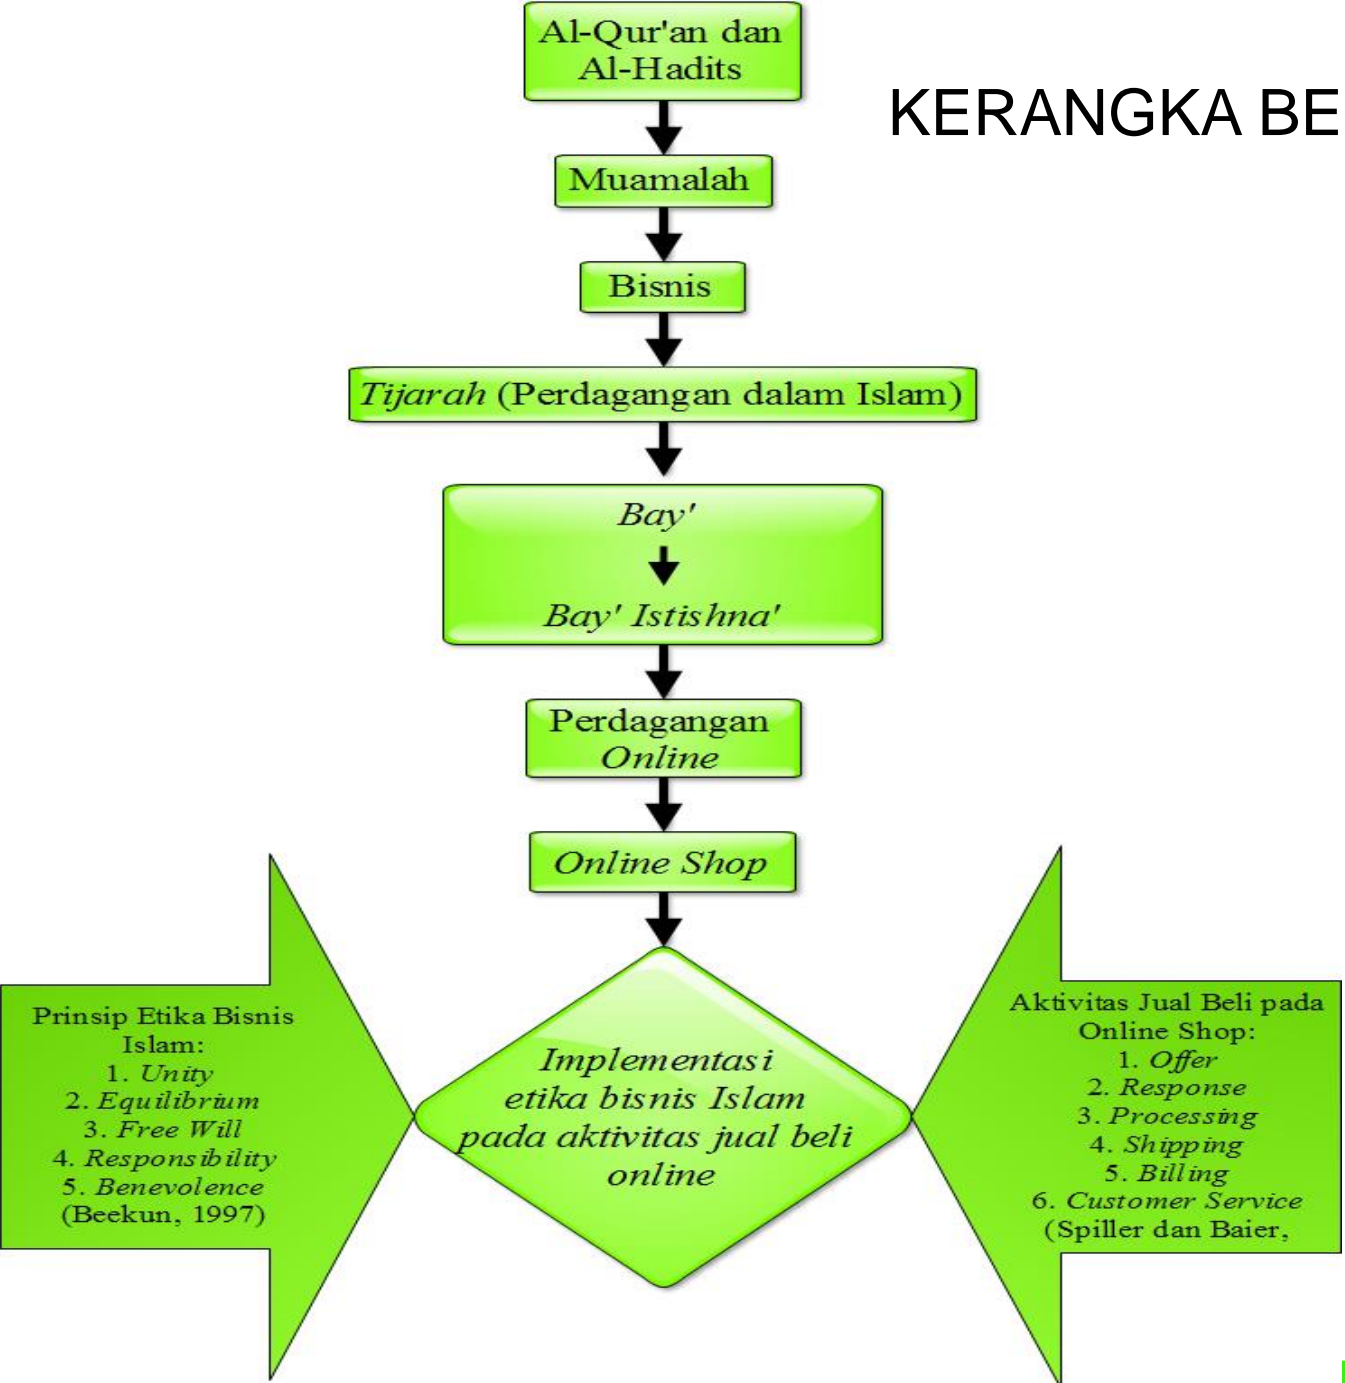 Al-Qur'an dan
Al-Hadits
KERANGKA BE
Muamalah
Bisnis
Tijarah (Perdagangan dalam Islam)
Bay'
Bay' Istishna'
Perdagangan
Online
Online Shop
Prinsip Etika Bisnis
Islam:
1. Unity
2. Equilibrium
3. Free Will
4. Responsibility
5. Benevolence
(Beekun, 1997)
Implementasi
etika bisnis Islam
pada aktivitas jual beli
online
Aktivitas Jual Beli pada
Online Shop:
1. Offer
2. Response
3. Processing
4. Shipping
5. Billing
6. Customer Service
(Spiller dan Baier,